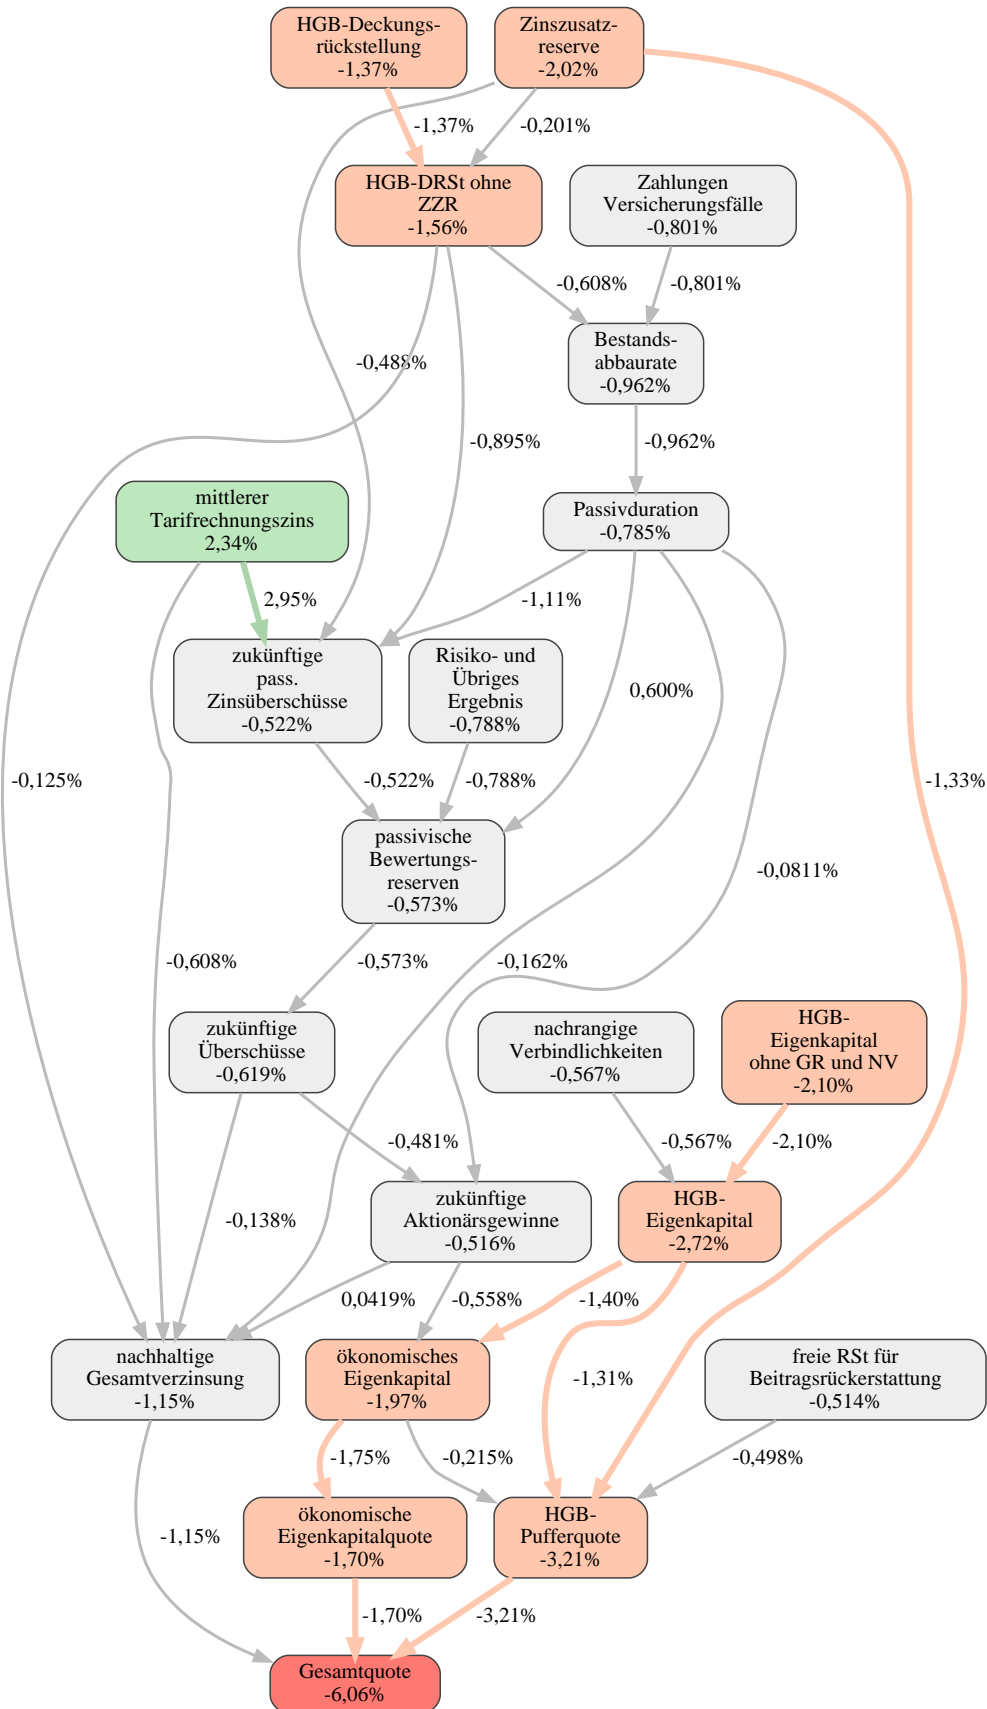 HGB-Deckungs-
rückstellung
-1,37%
Zinszusatz-
reserve
-2,02%
-1,37%
-0,201%
HGB-DRSt ohne
ZZR
-1,56%
Zahlungen
Versicherungsfälle
-0,801%
-0,608%
-0,801%
Bestands-
abbaurate
-0,962%
-0,488%
-0,895%
-0,962%
mittlerer
Tarifrechnungszins
2,34%
Passivduration
-0,785%
2,95%
-1,11%
zukünftige
pass.
Zinsüberschüsse
-0,522%
Risiko- und
Übriges
Ergebnis
-0,788%
0,600%
-0,125%
-0,522%
-0,788%
-1,33%
passivische
Bewertungs-
reserven
-0,573%
-0,0811%
-0,608%
-0,573%
-0,162%
zukünftige
Überschüsse
-0,619%
nachrangige
Verbindlichkeiten
-0,567%
HGB-
Eigenkapital
ohne GR und NV
-2,10%
-0,481%
-0,567%
-2,10%
-0,138%
zukünftige
Aktionärsgewinne
-0,516%
HGB-
Eigenkapital
-2,72%
0,0419%
-0,558%
-1,40%
-1,31%
nachhaltige
Gesamtverzinsung
-1,15%
ökonomisches
Eigenkapital
-1,97%
freie RSt für
Beitragsrückerstattung
-0,514%
-1,75%
-0,215%
-0,498%
-1,15%
ökonomische
Eigenkapitalquote
-1,70%
HGB-
Pufferquote
-3,21%
-1,70%
-3,21%
Gesamtquote
-6,06%